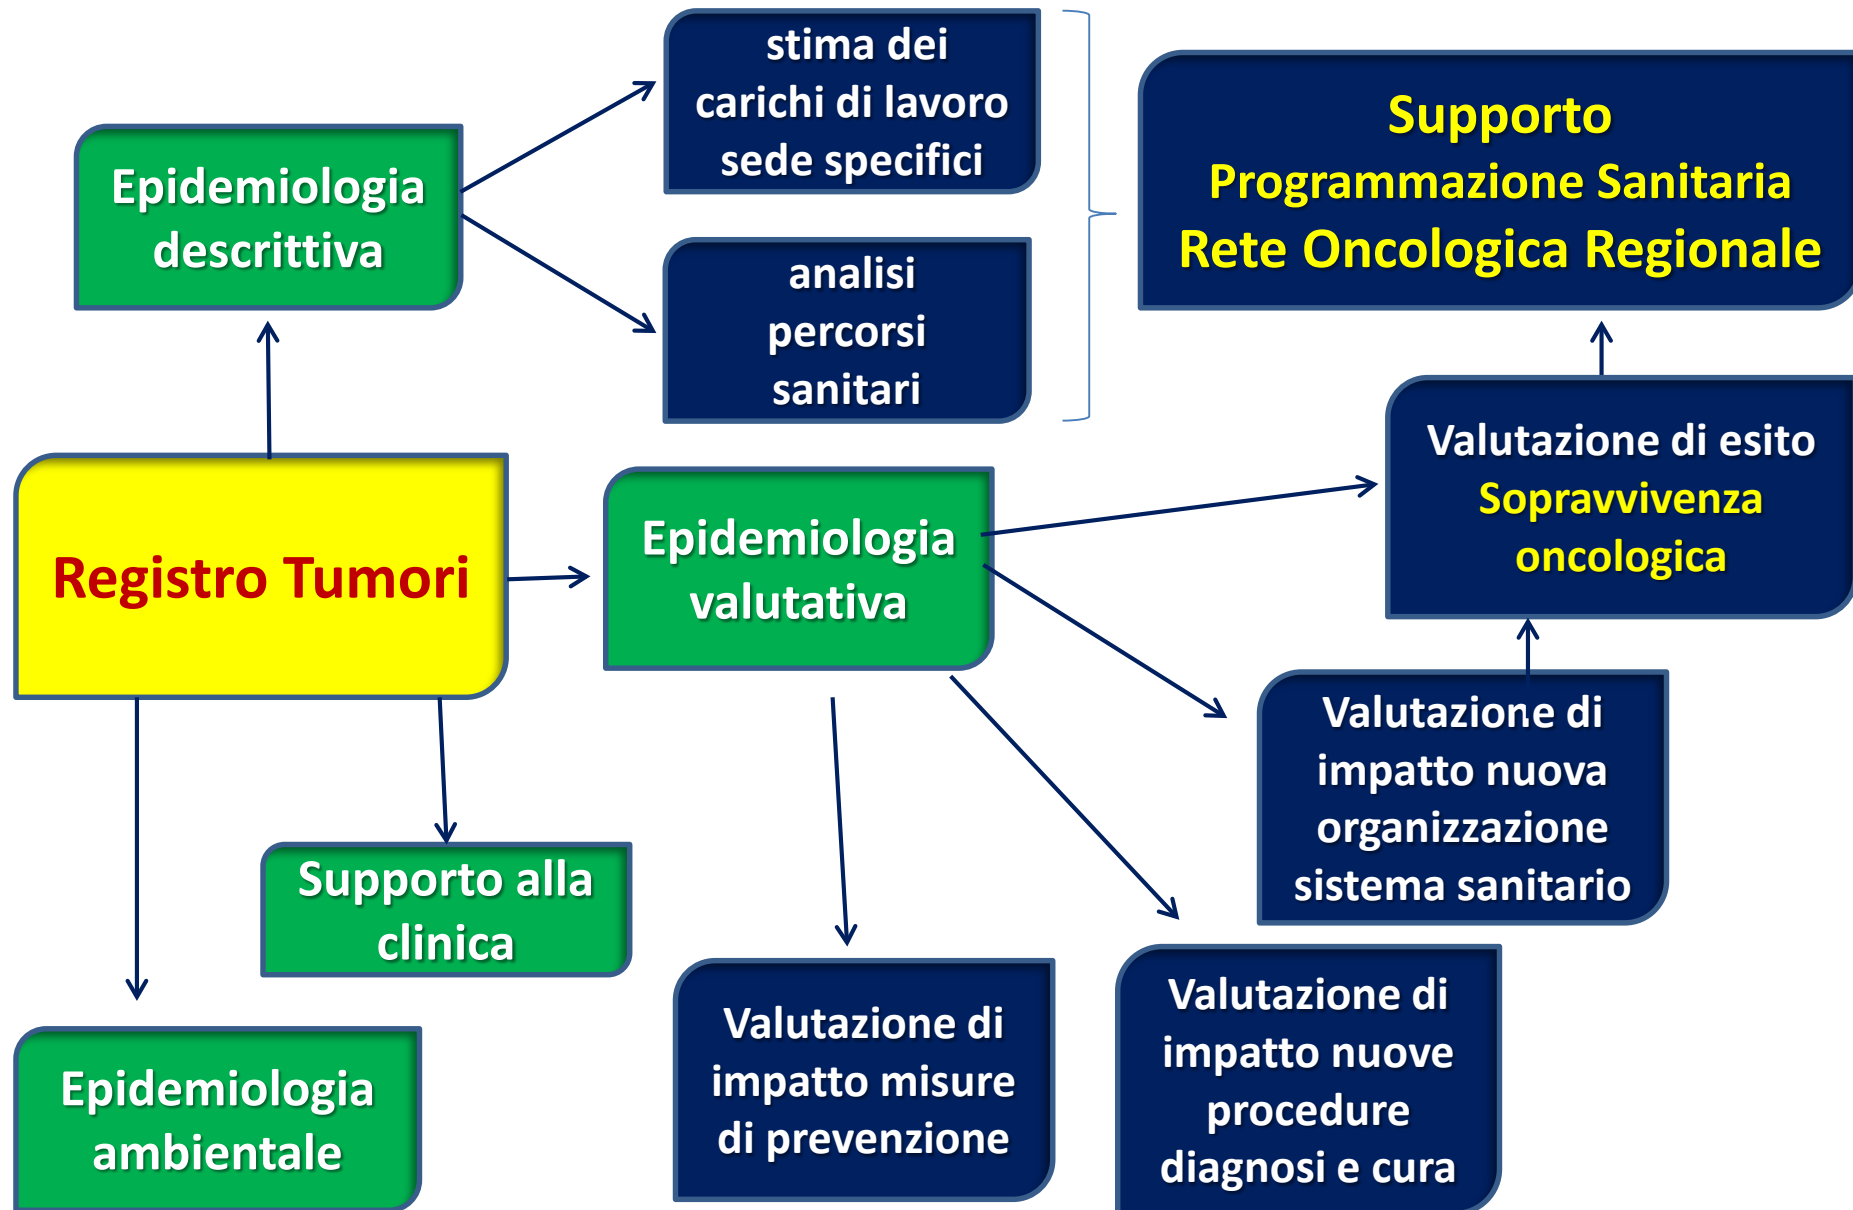 stima dei
carichi di lavoro
sede specifici
Supporto
Programmazione Sanitaria
Rete Oncologica Regionale
Epidemiologia
descrittiva
analisi
percorsi
sanitari
Valutazione di esito
Sopravvivenza
oncologica
Registro Tumori
Epidemiologia
valutativa
Valutazione di
impatto nuova
organizzazione
sistema sanitario
Supporto alla
clinica
Valutazione di
impatto misure
di prevenzione
Valutazione di
impatto nuove
procedure
diagnosi e cura
Epidemiologia
ambientale